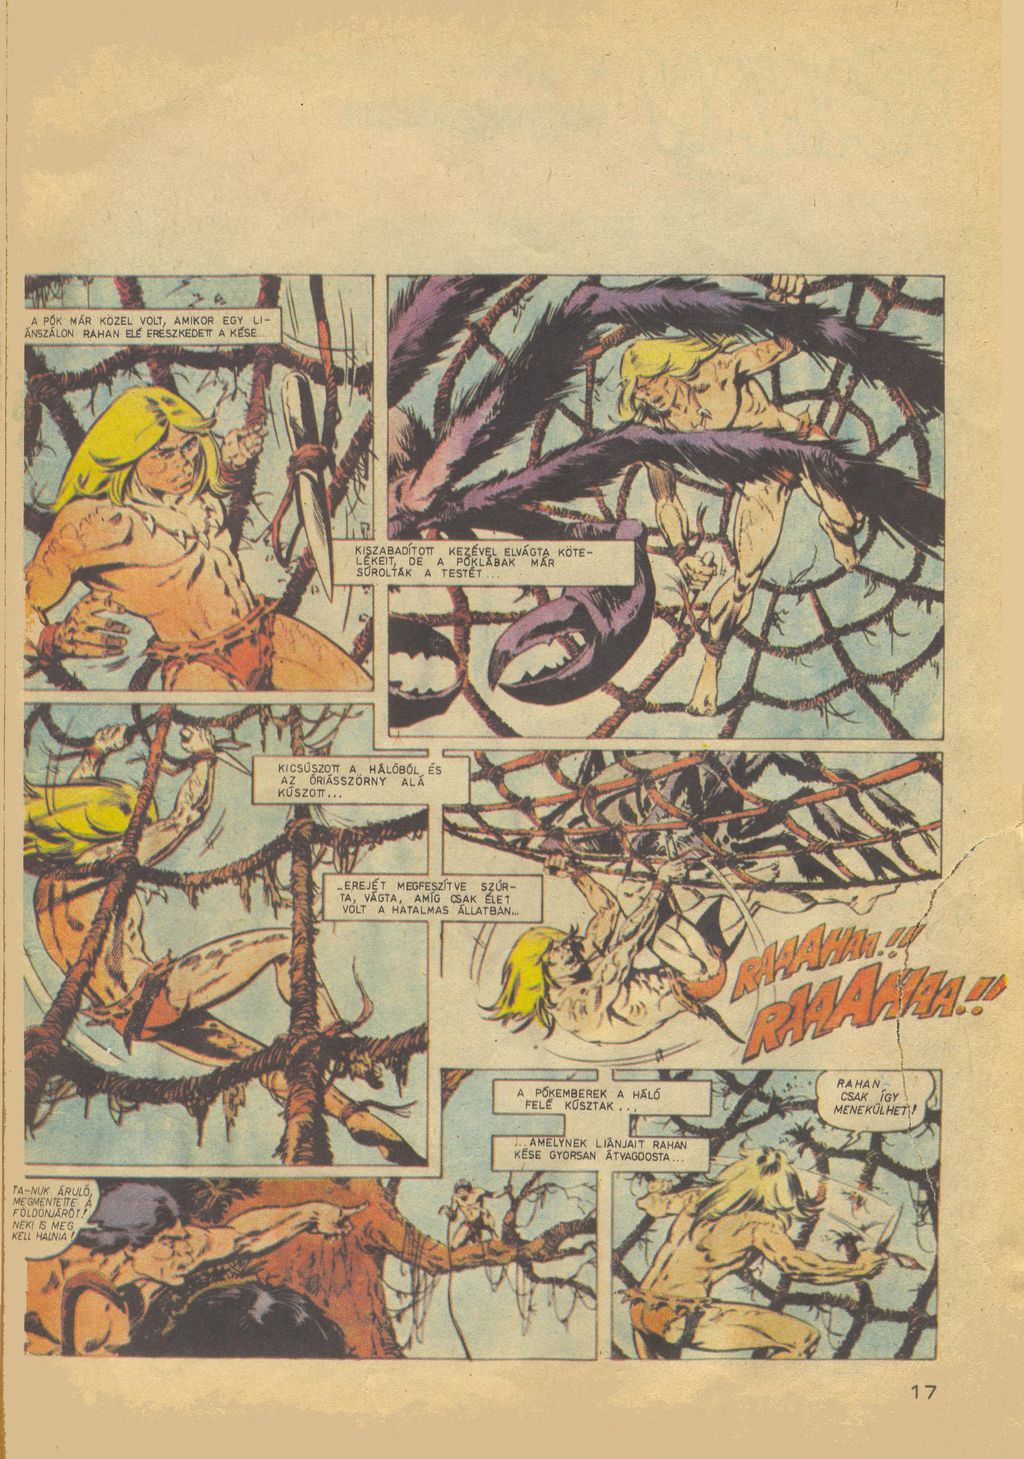 A PÓK MÁR KÖZEL VOLT, AMIKOR EGY LI-
ÁNSZÁLON RAHAN ELÉ ERESZKEDETT A KÉSE...
KISZABADÍTOTT KEZÉVEL ELVÁGTA KÖTE-
LÉKEIT, DE A PÓKLÁBAK MÁR
SÚROLTÁK A TESTÉT...
KICSÚSZOTT A HÁLÓBÓL ÉS
AZ ÓRIÁSSZÖRNY ALÁ
KÚSZOTT...
...EREJÉT MEGFESZÍTVE SZÚR-
TA, VÁGTA, AMÍG CSAK ÉLET
VOLT A HATALMAS ÁLLATBAN...
RAAAHAA..!!
RAAAHAA..!!
TA-NUK ÁRULÓ,
MEGMENTETTE A
FÖLDÖNJÁRÓT!
NEKI IS MEG
KELL HALNIA!
A PÓKEMBEREK A HÁLÓ
FELÉ KÚSZTAK...
...AMELYNEK LIÁNJAIT RAHAN
KÉSE GYORSAN ÁTVAGDOSTA...
RAHAN
CSAK ÍGY
MENEKÜLHET!
17